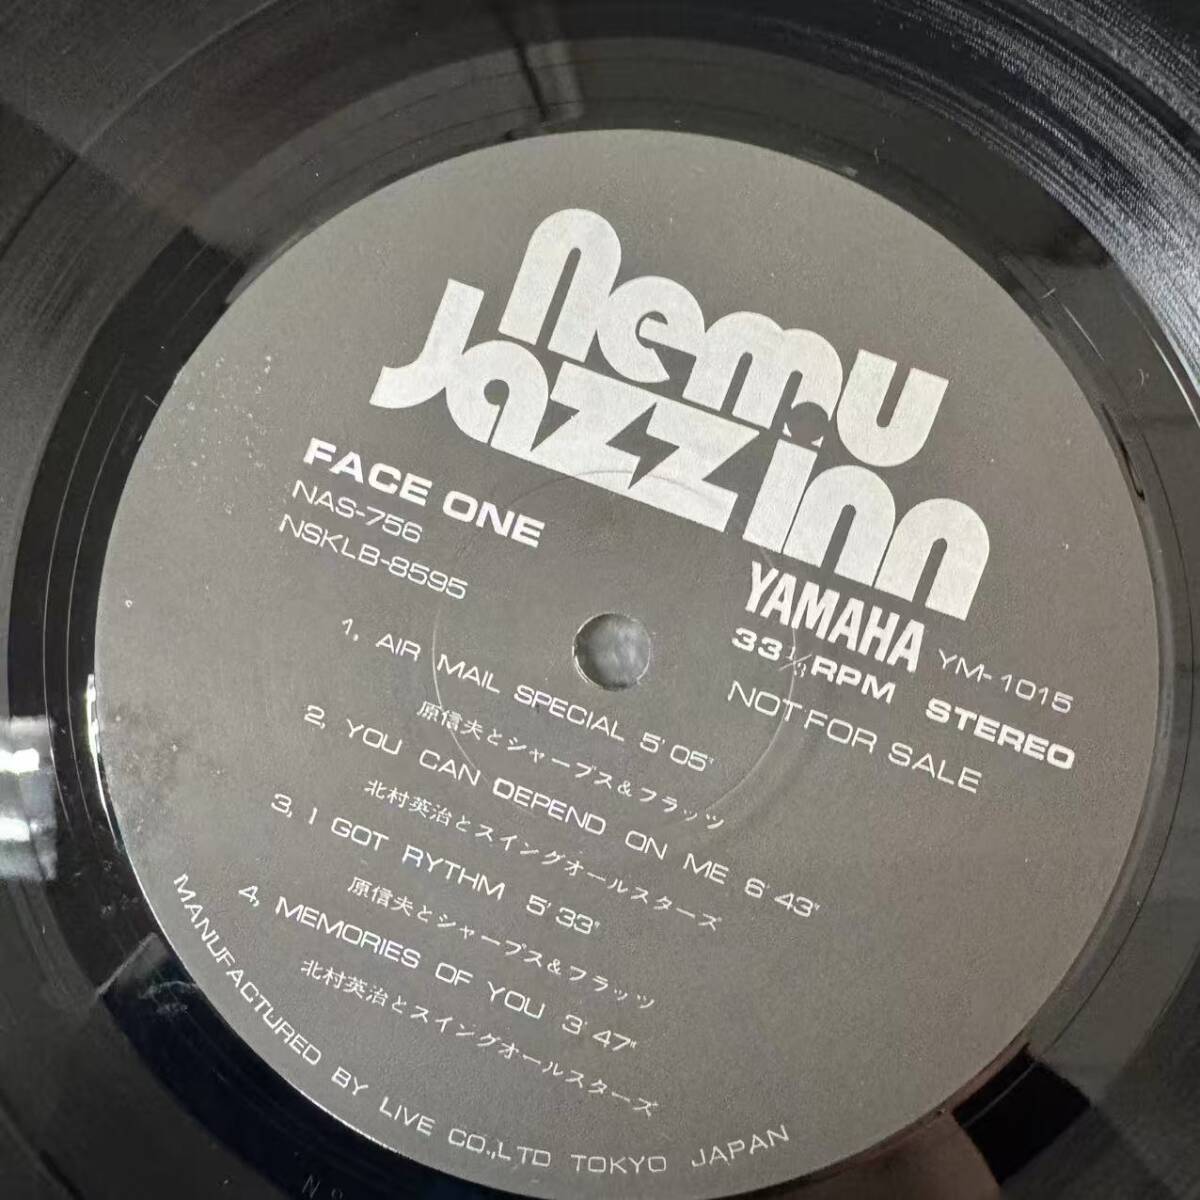 nemu
Jazz inn
YAMAHA YM-1015
33 1/3 RPM STEREO
NOT FOR SALE
FACE ONE
NAS-756
NSKLB-8595
1, AIR MAIL SPECIAL 5'05"
原信夫とシャープス&フラッツ
2, YOU CAN DEPEND ON ME 6'43"
北村英治とスイングオールスターズ
3, I GOT RYTHM 5'33"
原信夫とシャープス&フラッツ
4, MEMORIES OF YOU 3'47"
北村英治とスイングオールスターズ
MANUFACTURED BY LIVE CO.,LTD TOKYO JAPAN